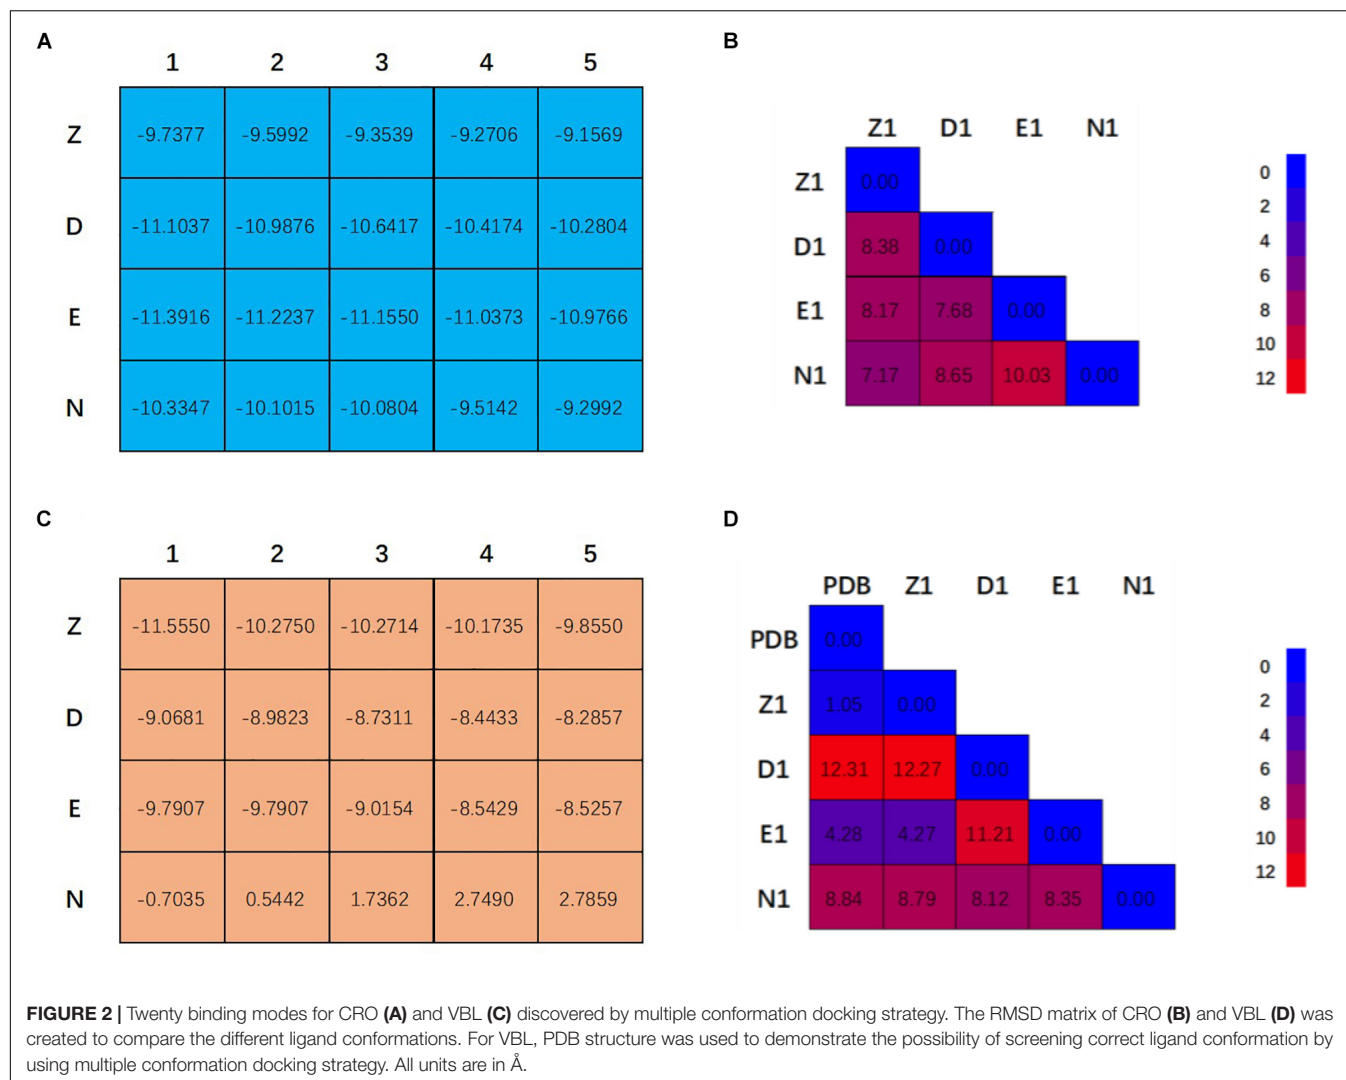 A
1 2 3 4 5
Z -9.7377 -9.5992 -9.3539 -9.2706 -9.1569
D -11.1037 -10.9876 -10.6417 -10.4174 -10.2804
E -11.3916 -11.2237 -11.1550 -11.0373 -10.9766
N -10.3347 -10.1015 -10.0804 -9.5142 -9.2992
B
Z1 D1 E1 N1
Z1 0.00
D1 8.38 0.00
E1 8.17 7.68 0.00
N1 7.17 8.65 10.03 0.00
0
2
4
6
8
10
12
C
1 2 3 4 5
Z -11.5550 -10.2750 -10.2714 -10.1735 -9.8550
D -9.0681 -8.9823 -8.7311 -8.4433 -8.2857
E -9.7907 -9.7907 -9.0154 -8.5429 -8.5257
N -0.7035 0.5442 1.7362 2.7490 2.7859
D
PDB Z1 D1 E1 N1
PDB 0.00
Z1 1.05 0.00
D1 12.31 12.27 0.00
E1 4.28 4.27 11.21 0.00
N1 8.84 8.79 8.12 8.35 0.00
0
2
4
6
8
10
12
FIGURE 2 | Twenty binding modes for CRO (A) and VBL (C) discovered by multiple conformation docking strategy. The RMSD matrix of CRO (B) and VBL (D) was
created to compare the different ligand conformations. For VBL, PDB structure was used to demonstrate the possibility of screening correct ligand conformation by
using multiple conformation docking strategy. All units are in Å.